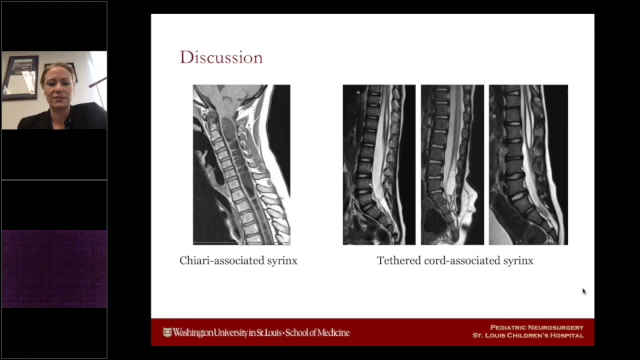 Discussion
Chiari-associated syrinx
Tethered cord-associated syrinx
Washington University in St. Louis • School of Medicine
PEDIATRIC NEUROSURGERY
ST. LOUIS CHILDREN'S HOSPITAL